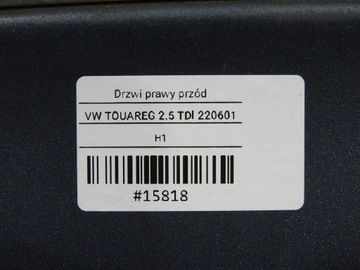 Drzwi prawy przód
VW TOUAREG 2.5 TDI 220601
H1
#15818